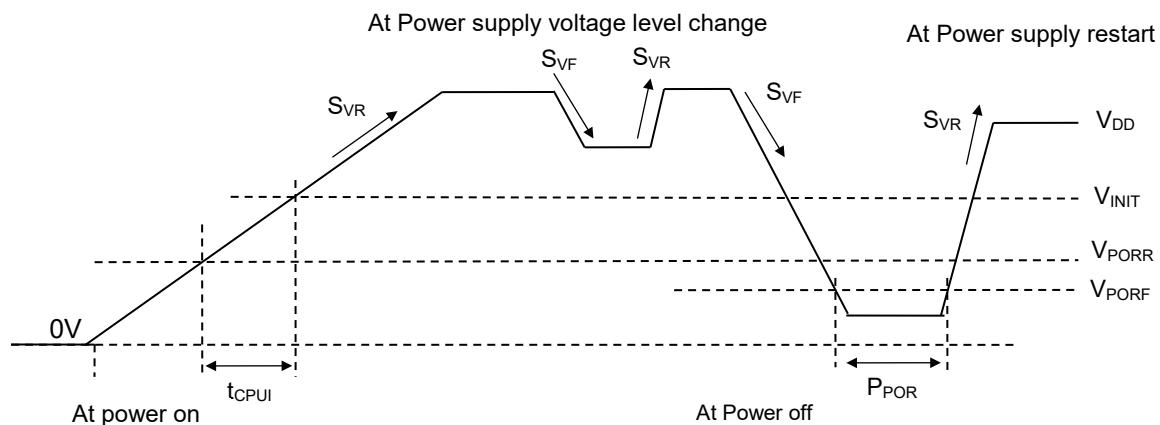 At Power supply voltage level change
At Power supply restart
SVF
SVR
SVR
SVF
SVR
VDD
VINIT
VPORR
VPORF
0V
tCPUI
PPOR
At power on
At Power off